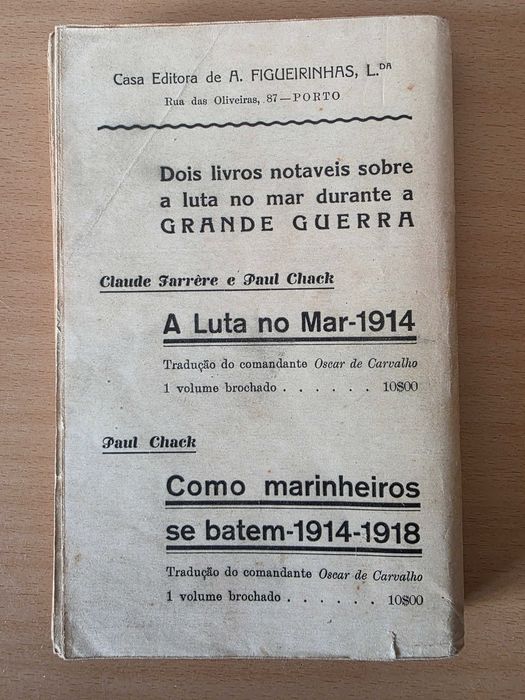 Casa Editora de A. FIGUEIRINHAS, L.DA
Rua das Oliveiras, 87—PORTO
Dois livros notaveis sobre
a luta no mar durante a
GRANDE GUERRA
Claude Farrère e Paul Chack
A Luta no Mar-1914
Tradução do comandante Oscar de Carvalho
1 volume brochado . . . . . . 10$00
Paul Chack
Como marinheiros
se batem-1914-1918
Tradução do comandante Oscar de Carvalho
1 volume brochado . . . . . . 10$00